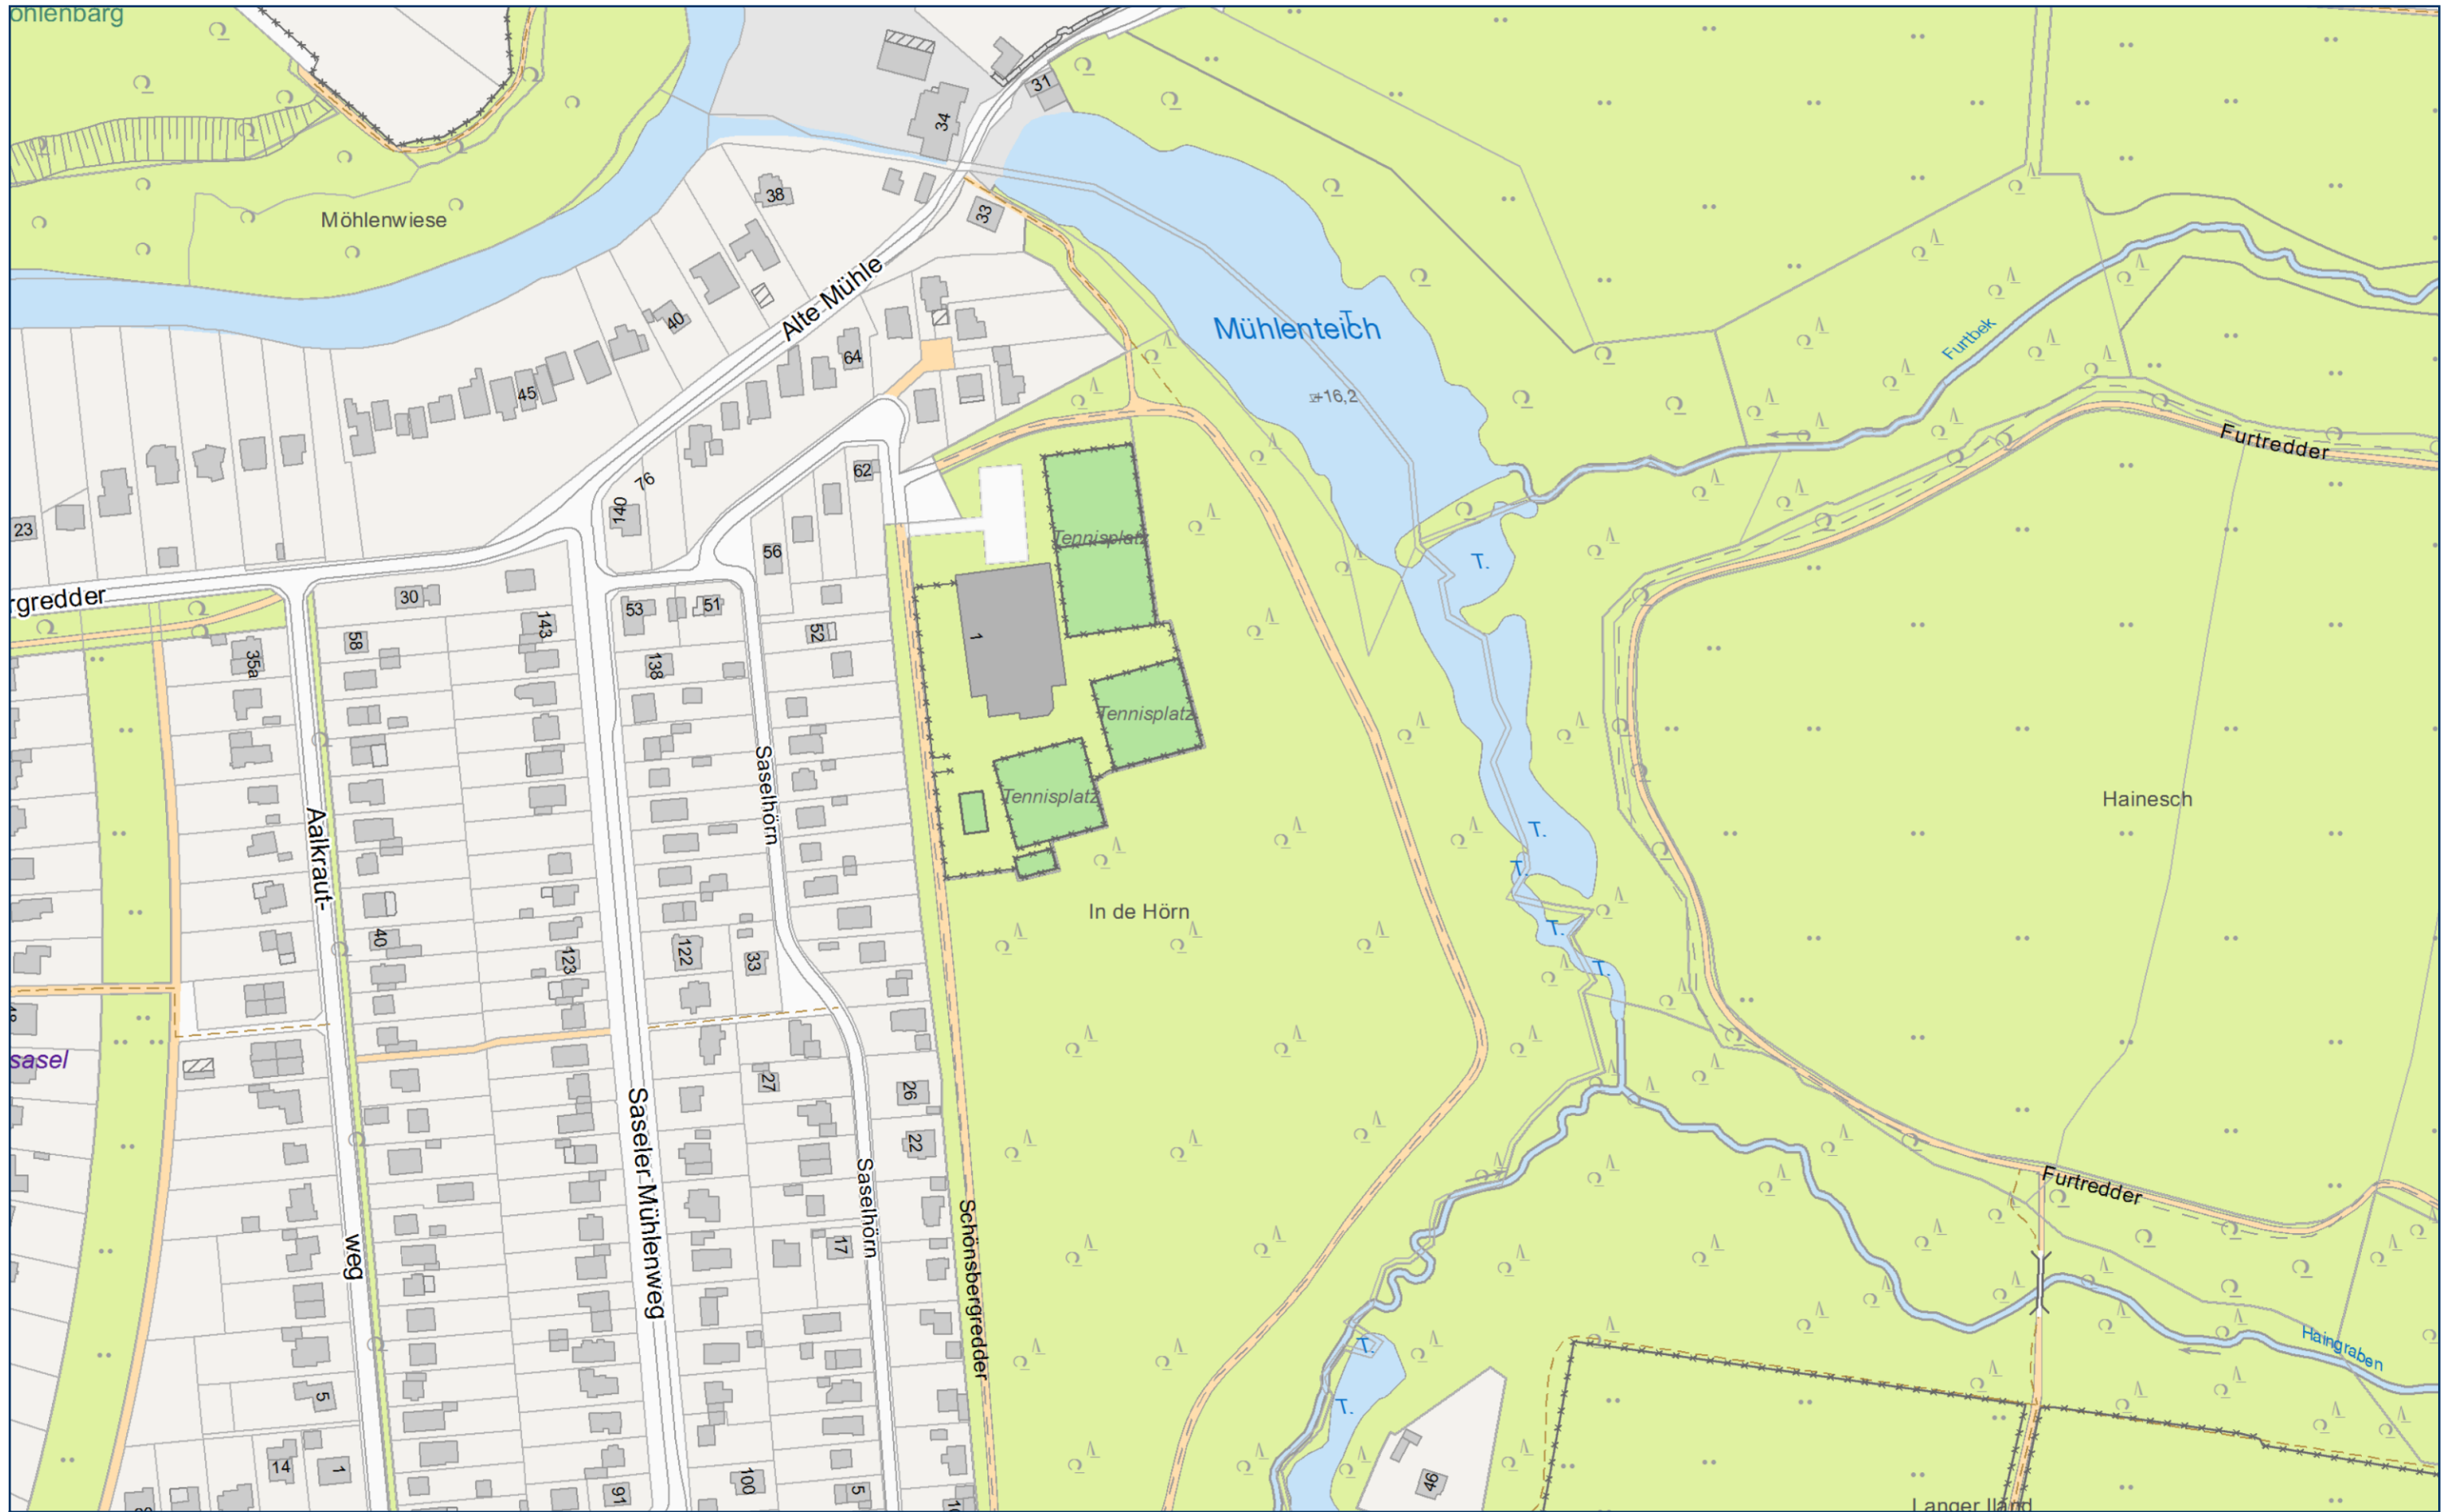 ohlenbarg
31
34
38
Möhlenwiese
33
Alte Mühle
40
Mühlenteich
T.
Furtbek
64
45
+16,2
Furtredder
62
76
140
23
Tennisplatz
56
T.
rgredder
30
53
51
143
1
58
52
35a
138
Tennisplatz
Saselhörn
Tennisplatz
Hainesch
Aalkraut-
T.
T.
In de Hörn
T.
40
122
33
123
T.
sasel
27
26
Saseler Mühlenweg
22
Saselhörn
Furtredder
Schönsbergredder
weg
17
Haingraben
T.
5
T.
14
1
46
100
91
5
Langer Iland